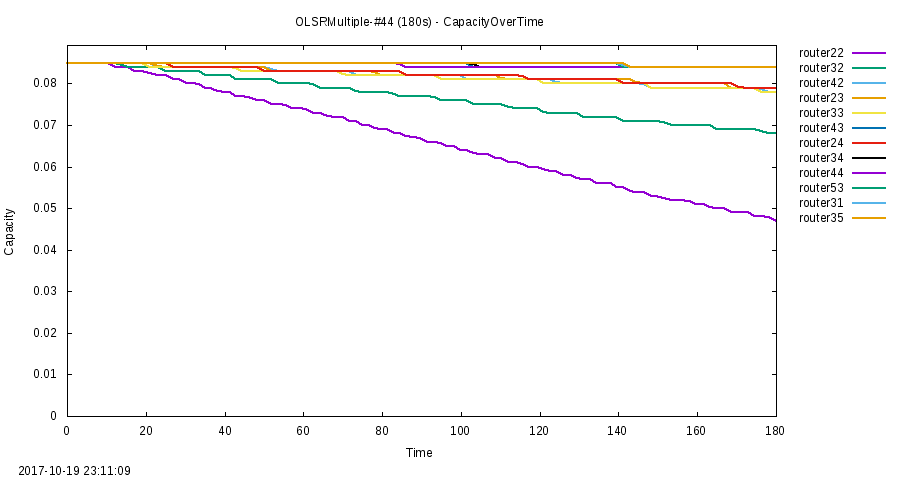 OLSRMultiple-#44 (180s) - CapacityOverTime
router22
router32
router42
router23
router33
router43
router24
router34
router44
router53
router31
router35
0.08
0.07
0.06
0.05
0.04
0.03
0.02
0.01
0
Capacity
0 20 40 60 80 100 120 140 160 180
Time
2017-10-19 23:11:09